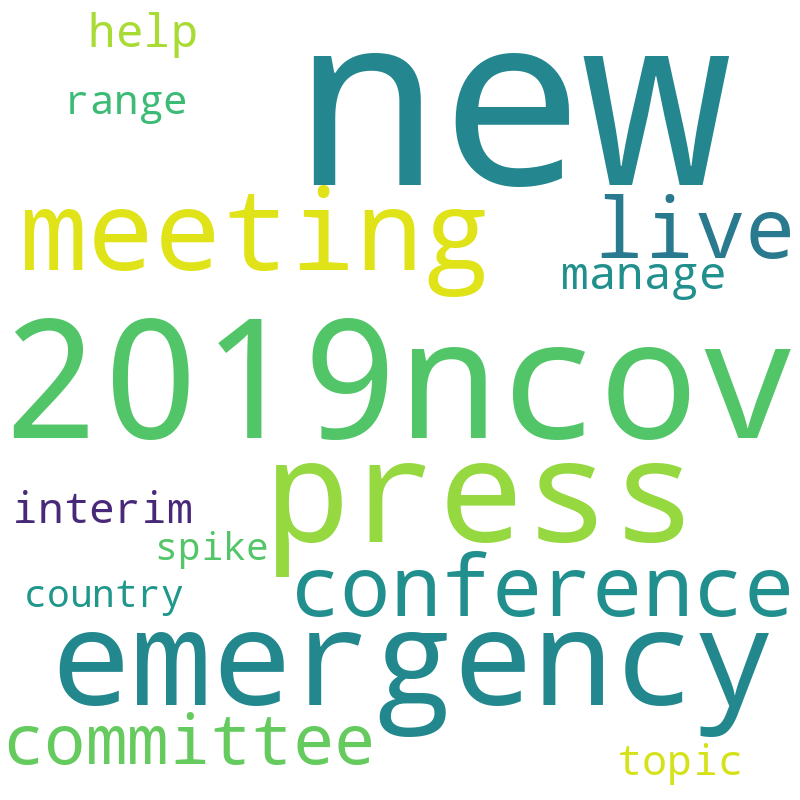 help
new
range
meeting
live
manage
2019ncov
press
interim
spike
conference
country
emergency
committee
topic